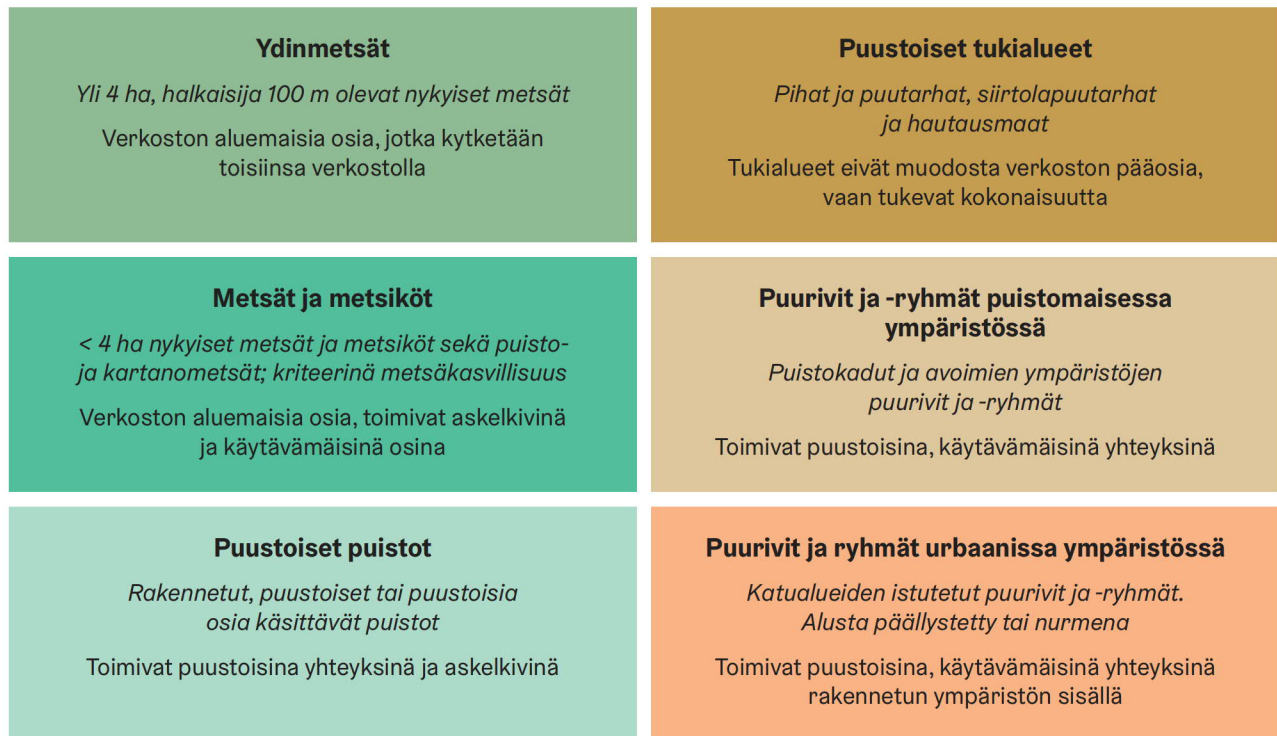 Ydinmetsät
Yli 4 ha, halkaisija 100 m olevat nykyiset metsät
Verkoston aluemaisia osia, jotka kytketään
toisiinsa verkostolla
Puustoiset tukialueet
Pihat ja puutarhat, siirtolapuutarhat
ja hautausmaat
Tukialueet eivät muodosta verkoston pääosia,
vaan tukevat kokonaisuutta
Metsät ja metsiköt
< 4 ha nykyiset metsät ja metsiköt sekä puisto-
ja kartanometsät; kriteerinä metsäkasvillisuus
Verkoston aluemaisia osia, toimivat askelkivinä
ja käytävämäisinä osina
Puurivit ja -ryhmät puistomaisessa
ympäristössä
Puistokadut ja avoimien ympäristöjen
puurivit ja -ryhmät
Toimivat puustoisina, käytävämäisinä yhteyksinä
Puustoiset puistot
Rakennetut, puustoiset tai puustoisia
osia käsittävät puistot
Toimivat puustoisina yhteyksinä ja askelkivinä
Puurivit ja ryhmät urbaanissa ympäristössä
Katualueiden istutetut puurivit ja -ryhmät.
Alusta päällystetty tai nurmena
Toimivat puustoisina, käytävämäisinä yhteyksinä
rakennetun ympäristön sisällä